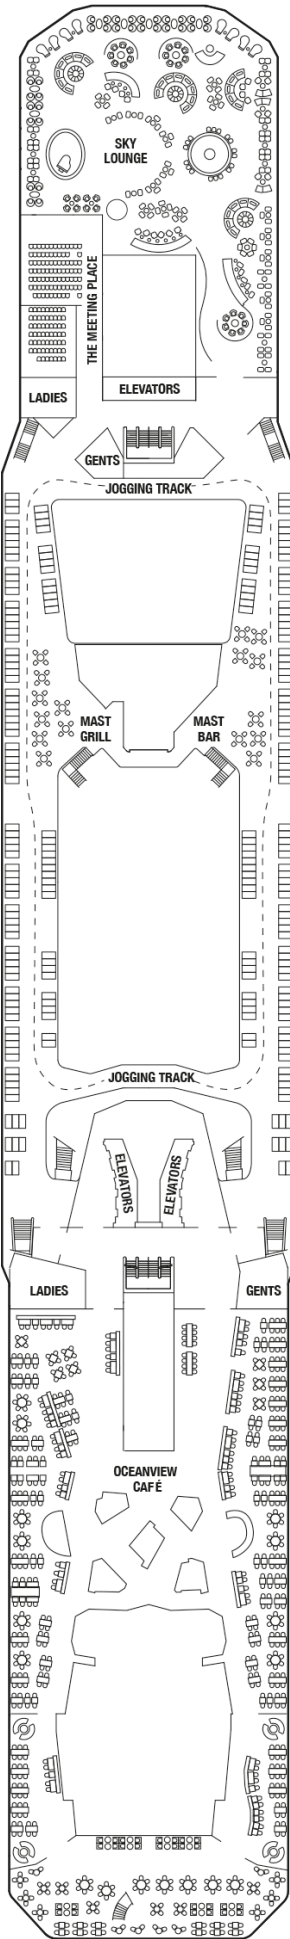 SKY
LOUNGE
THE MEETING PLACE
LADIES
ELEVATORS
GENTS
JOGGING TRACK
MAST
GRILL
MAST
BAR
JOGGING TRACK
ELEVATORS
ELEVATORS
LADIES
GENTS
OCEANVIEW
CAFÉ